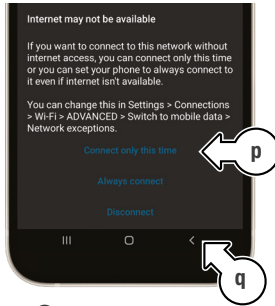 Internet may not be available
If you want to connect to this network without
internet access, you can connect only this time
or you can set your phone to always connect to
it even if internet isn't available.
You can change this in Settings > Connections
> Wi-Fi > ADVANCED > Switch to mobile data >
Network exceptions.
Connect only this time
p
Always connect
Disconnect
q